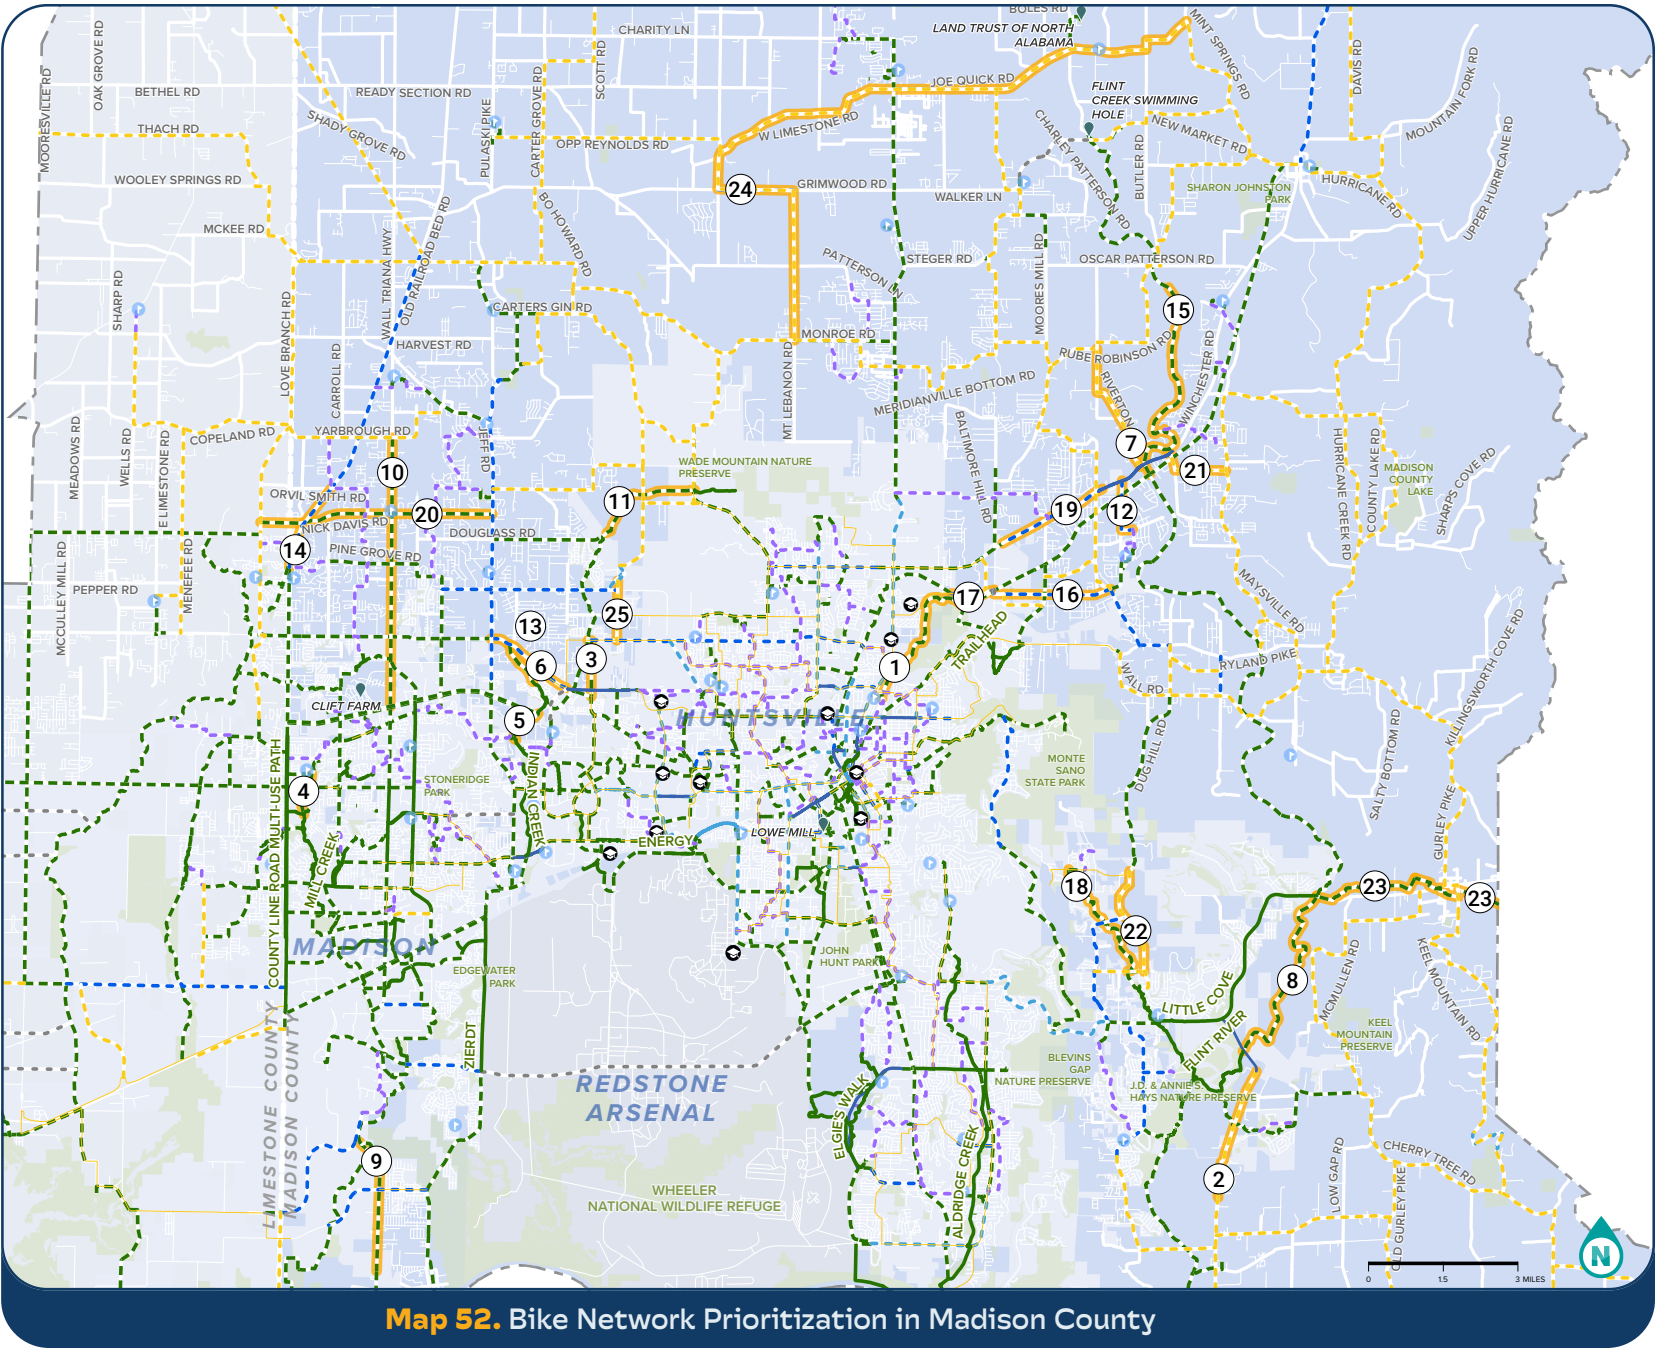 BOLES RD
CHARITY LN
LAND TRUST OF NORTH
ALABAMA
MINT SPRINGS RD
OAK GROVE RD
SCOTT RD
DAVIS RD
MOORESVILLE RD
BETHEL RD
READY SECTION RD
CARTER GROVE RD
JOE QUICK RD
FLINT
CREEK SWIMMING
HOLE
MOUNTAIN FORK RD
THACH RD
SHADY GROVE RD
PULASKI PIKE
OPP REYNOLDS RD
W LIMESTONE RD
CHARLEY PATTERSON RD
NEW MARKET RD
BUTLER RD
UPPER HURRICANE RD
WOOLEY SPRINGS RD
24
GRIMWOOD RD
WALKER LN
SHARON JOHNSTON
PARK
HURRICANE RD
MCKEE RD
WALL TRIANA HWY
OLD RAILROAD BED RD
BO HOWARD RD
PATTERSON LN
STEGER RD
MOORES MILL RD
OSCAR PATTERSON RD
SHARP RD
LOVE BRANCH RD
CARTERS GIN RD
15
HARVEST RD
CARROLL RD
MONROE RD
MT LEBANON RD
RUBE ROBINSON RD
WINCHESTER RD
MERIDIANVILLE BOTTOM RD
RIVERTON
MEADOWS RD
WELLS RD
E LIMESTONE RD
COPELAND RD
YARBROUGH RD
JEFF RD
BALTIMORE HILL RD
7
HURRICANE CREEK RD
COUNTY LAKE RD
MADISON
COUNTY
LAKE
SHARPS COVE RD
10
WADE MOUNTAIN NATURE
PRESERVE
21
ORVIL SMITH RD
11
19
12
NICK DAVIS RD
20
DOUGLASS RD
14
PINE GROVE RD
MCCULLEY MILL RD
MENEFEE RD
PEPPER RD
17
16
MAYSVILLE RD
25
13
TRAILHEAD
6
3
1
RYLAND PIKE
WALL RD
KILLINGSWORTH COVE RD
CLIFT FARM
5
HUNTSVILLE
DUG HILL RD
SALTY BOTTOM RD
COUNTY LINE ROAD MULTI-USE PATH
4
STONERIDGE
PARK
INDIAN CREEK
MONTE
SANO
STATE PARK
GURLEY PIKE
MILL CREEK
ENERGY
LOWE MILL
18
23
23
22
MADISON
EDGEWATER
PARK
JOHN
HUNT PARK
8
MCMULLEN RD
KEEL MOUNTAIN RD
LITTLE COVE
FLINT RIVER
KEEL
MOUNTAIN
PRESERVE
LIMESTONE COUNTY
MADISON COUNTY
ZIERDT
REDSTONE
ARSENAL
BLEVINS
GAP
NATURE PRESERVE
J.D. & ANNIE S.
HAYS NATURE PRESERVE
ELGIE'S WALK
ALDRIDGE CREEK
9
2
LOW GAP RD
CHERRY TREE RD
OLD GURLEY PIKE
WHEELER
NATIONAL WILDLIFE REFUGE
N
0 1.5 3 MILES
Map 52. Bike Network Prioritization in Madison County